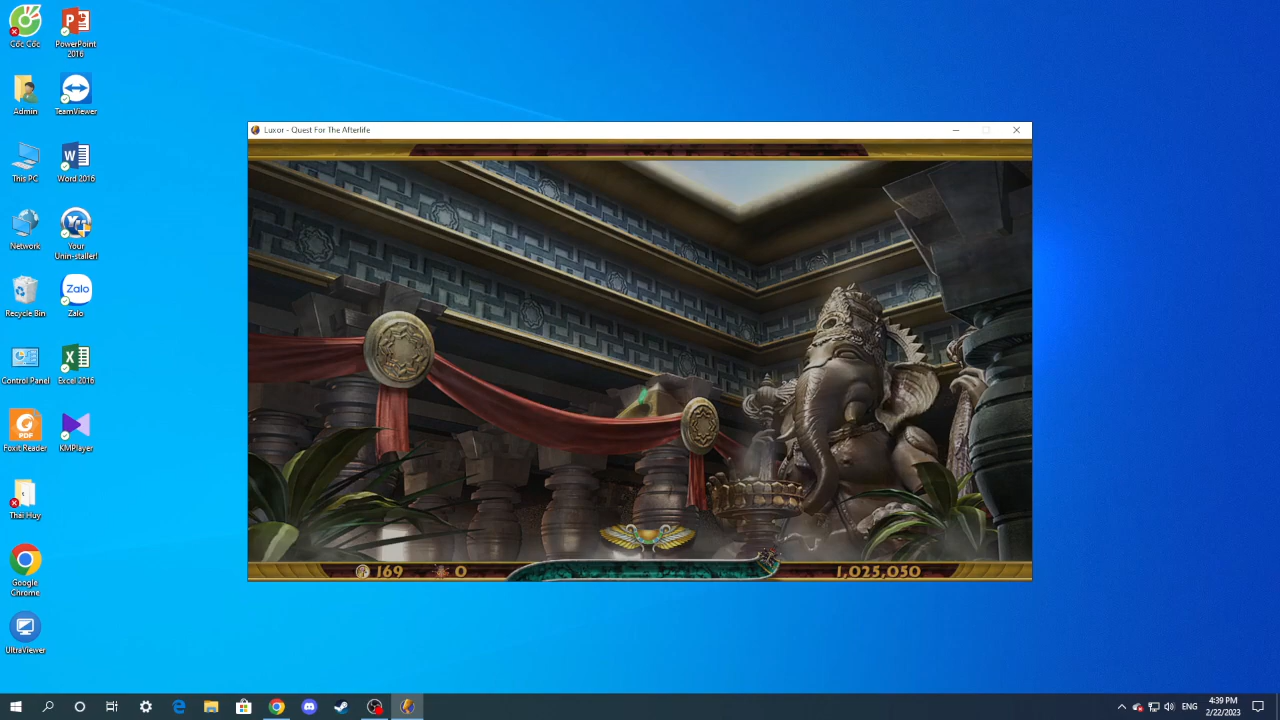 Cốc Cốc
PowerPoint
2016
Admin
TeamViewer
This PC
Word 2016
Network
Your
Unin-staller!
Recycle Bin
Zalo
Zalo
Control Panel
Excel 2016
PDF
Foxit Reader
KMPlayer
Thai Huy
Google
Chrome
UltraViewer
Luxor - Quest For The Afterlife
169
0
1,025,050
ENG
4:39 PM
2/22/2023